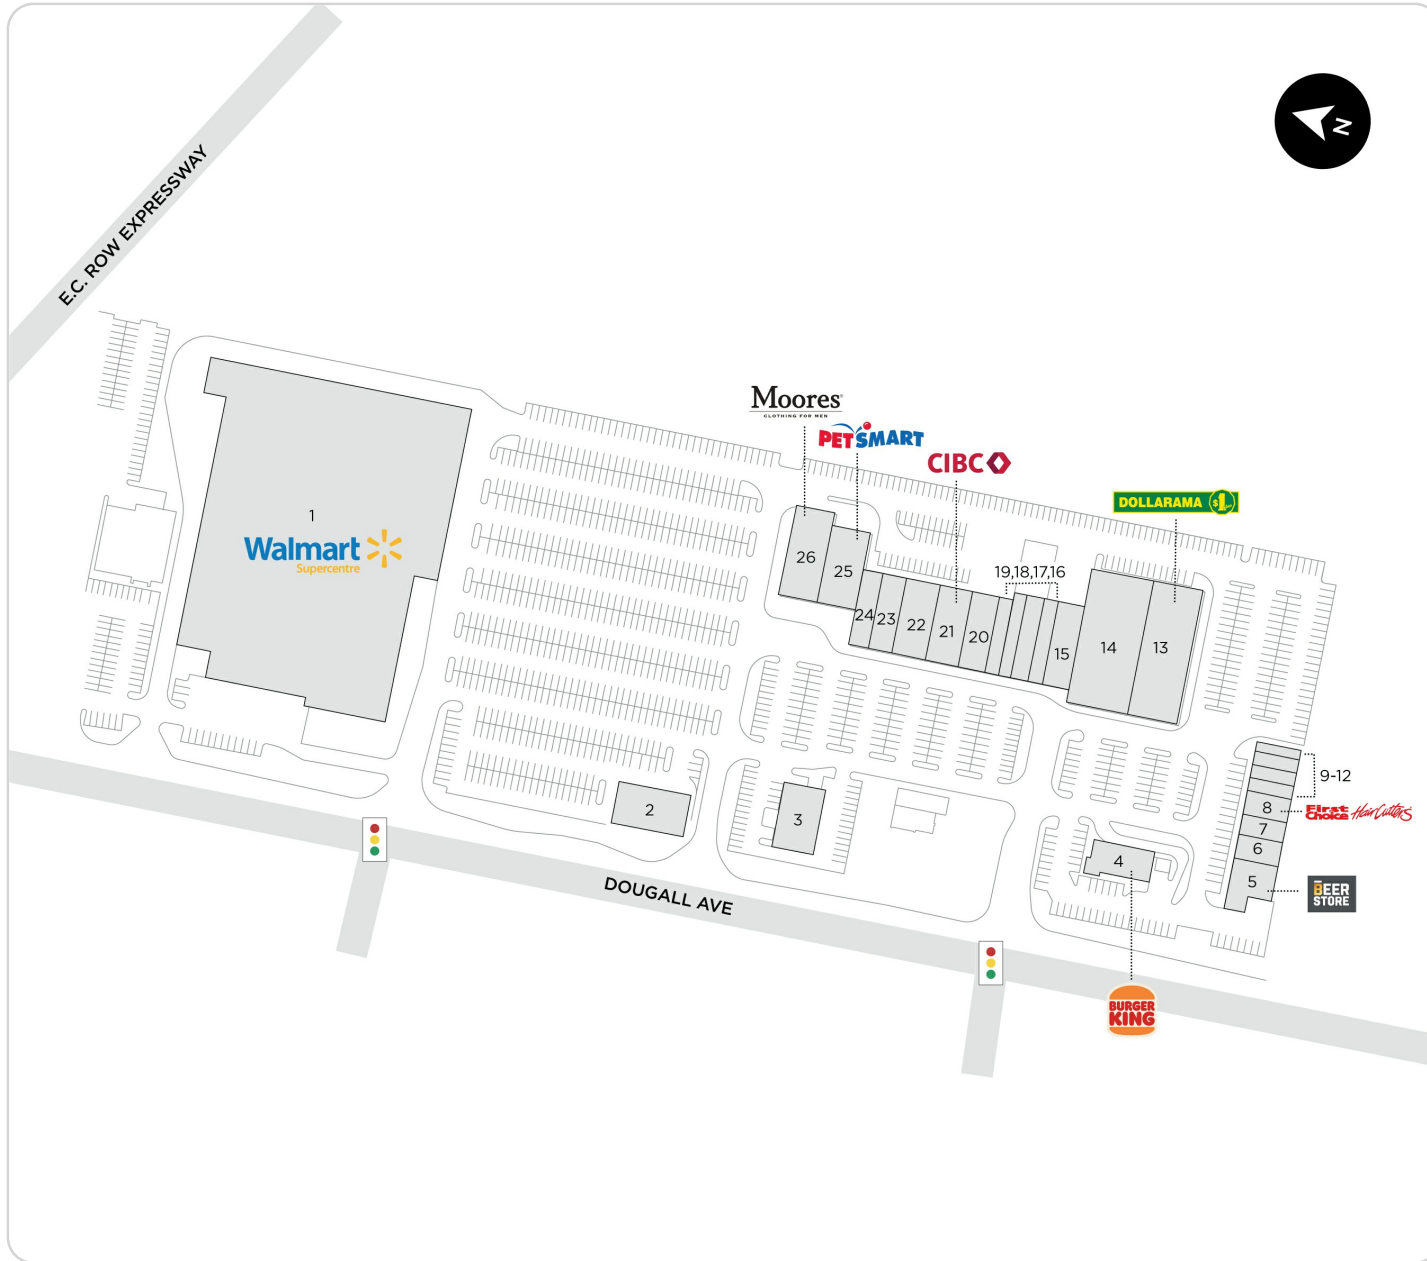 N
E.C. ROW EXPRESSWAY
Moores
CLOTHING FOR MEN
PETSMART
CIBC
DOLLARAMA $1
1
Walmart
Supercentre
26
25
24
23
22
21
20
19,18,17,16
15
14
13
9-12
8
First Choice HairCutters
7
6
5
BEER
STORE
2
3
4
DOUGALL AVE
BURGER
KING